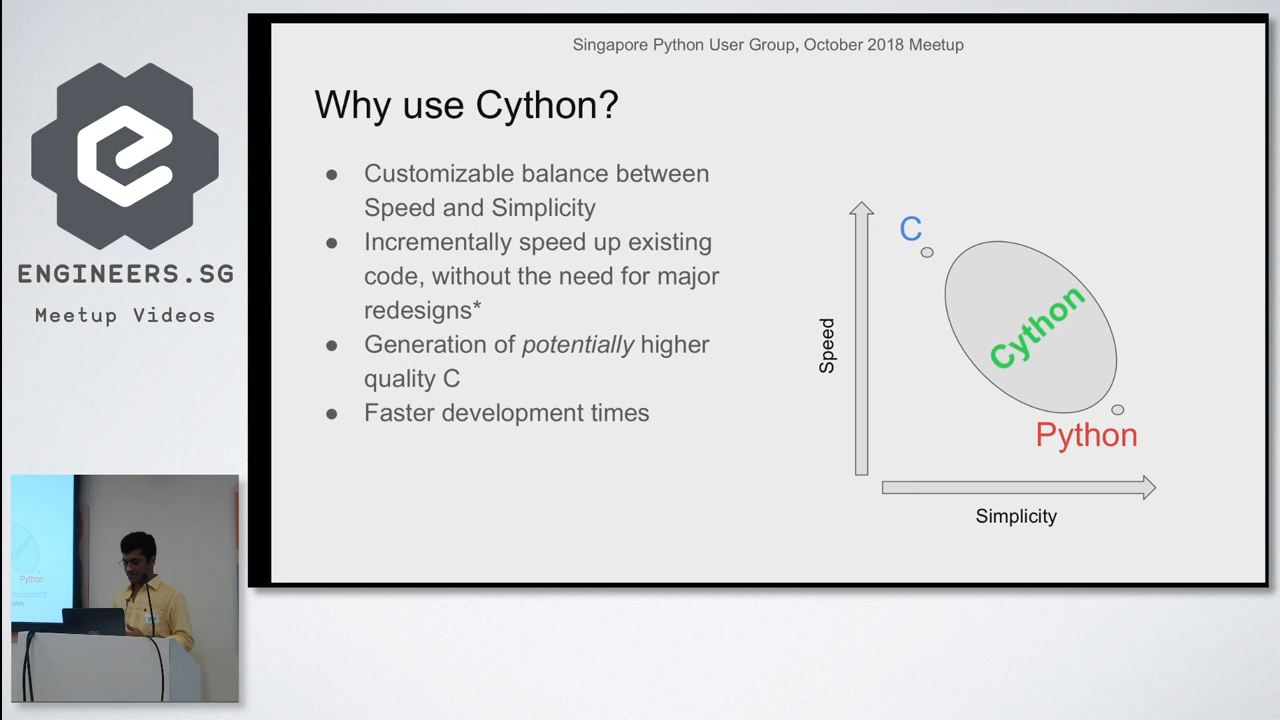 Singapore Python User Group, October 2018 Meetup
Why use Cython?
● Customizable balance between
Speed and Simplicity
● Incrementally speed up existing
code, without the need for major
redesigns*
● Generation of potentially higher
quality C
● Faster development times
C
Cython
Python
Speed
Simplicity
ENGINEERS.SG
Meetup Videos
Python